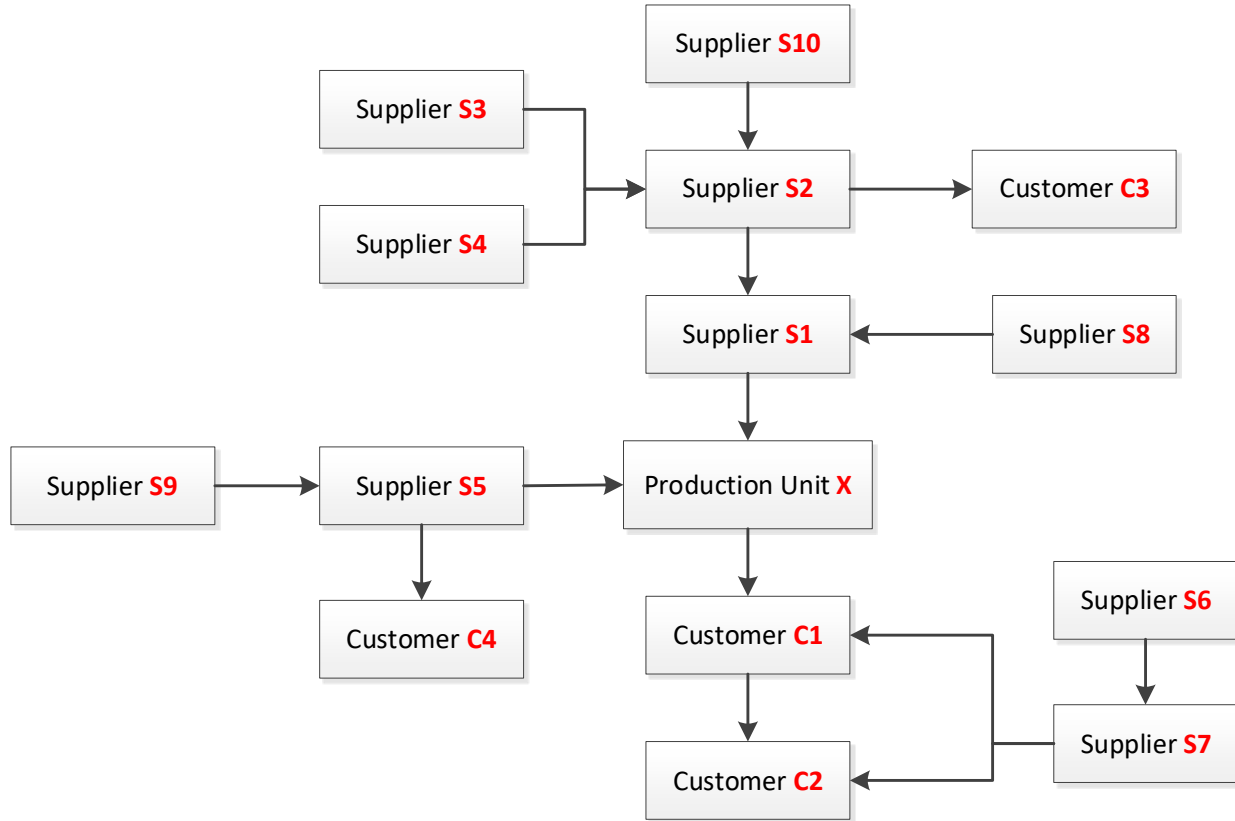 Supplier S10
Supplier S3
Supplier S2
Customer C3
Supplier S4
Supplier S1
Supplier S8
Supplier S9
Supplier S5
Production Unit X
Supplier S6
Customer C4
Customer C1
Supplier S7
Customer C2